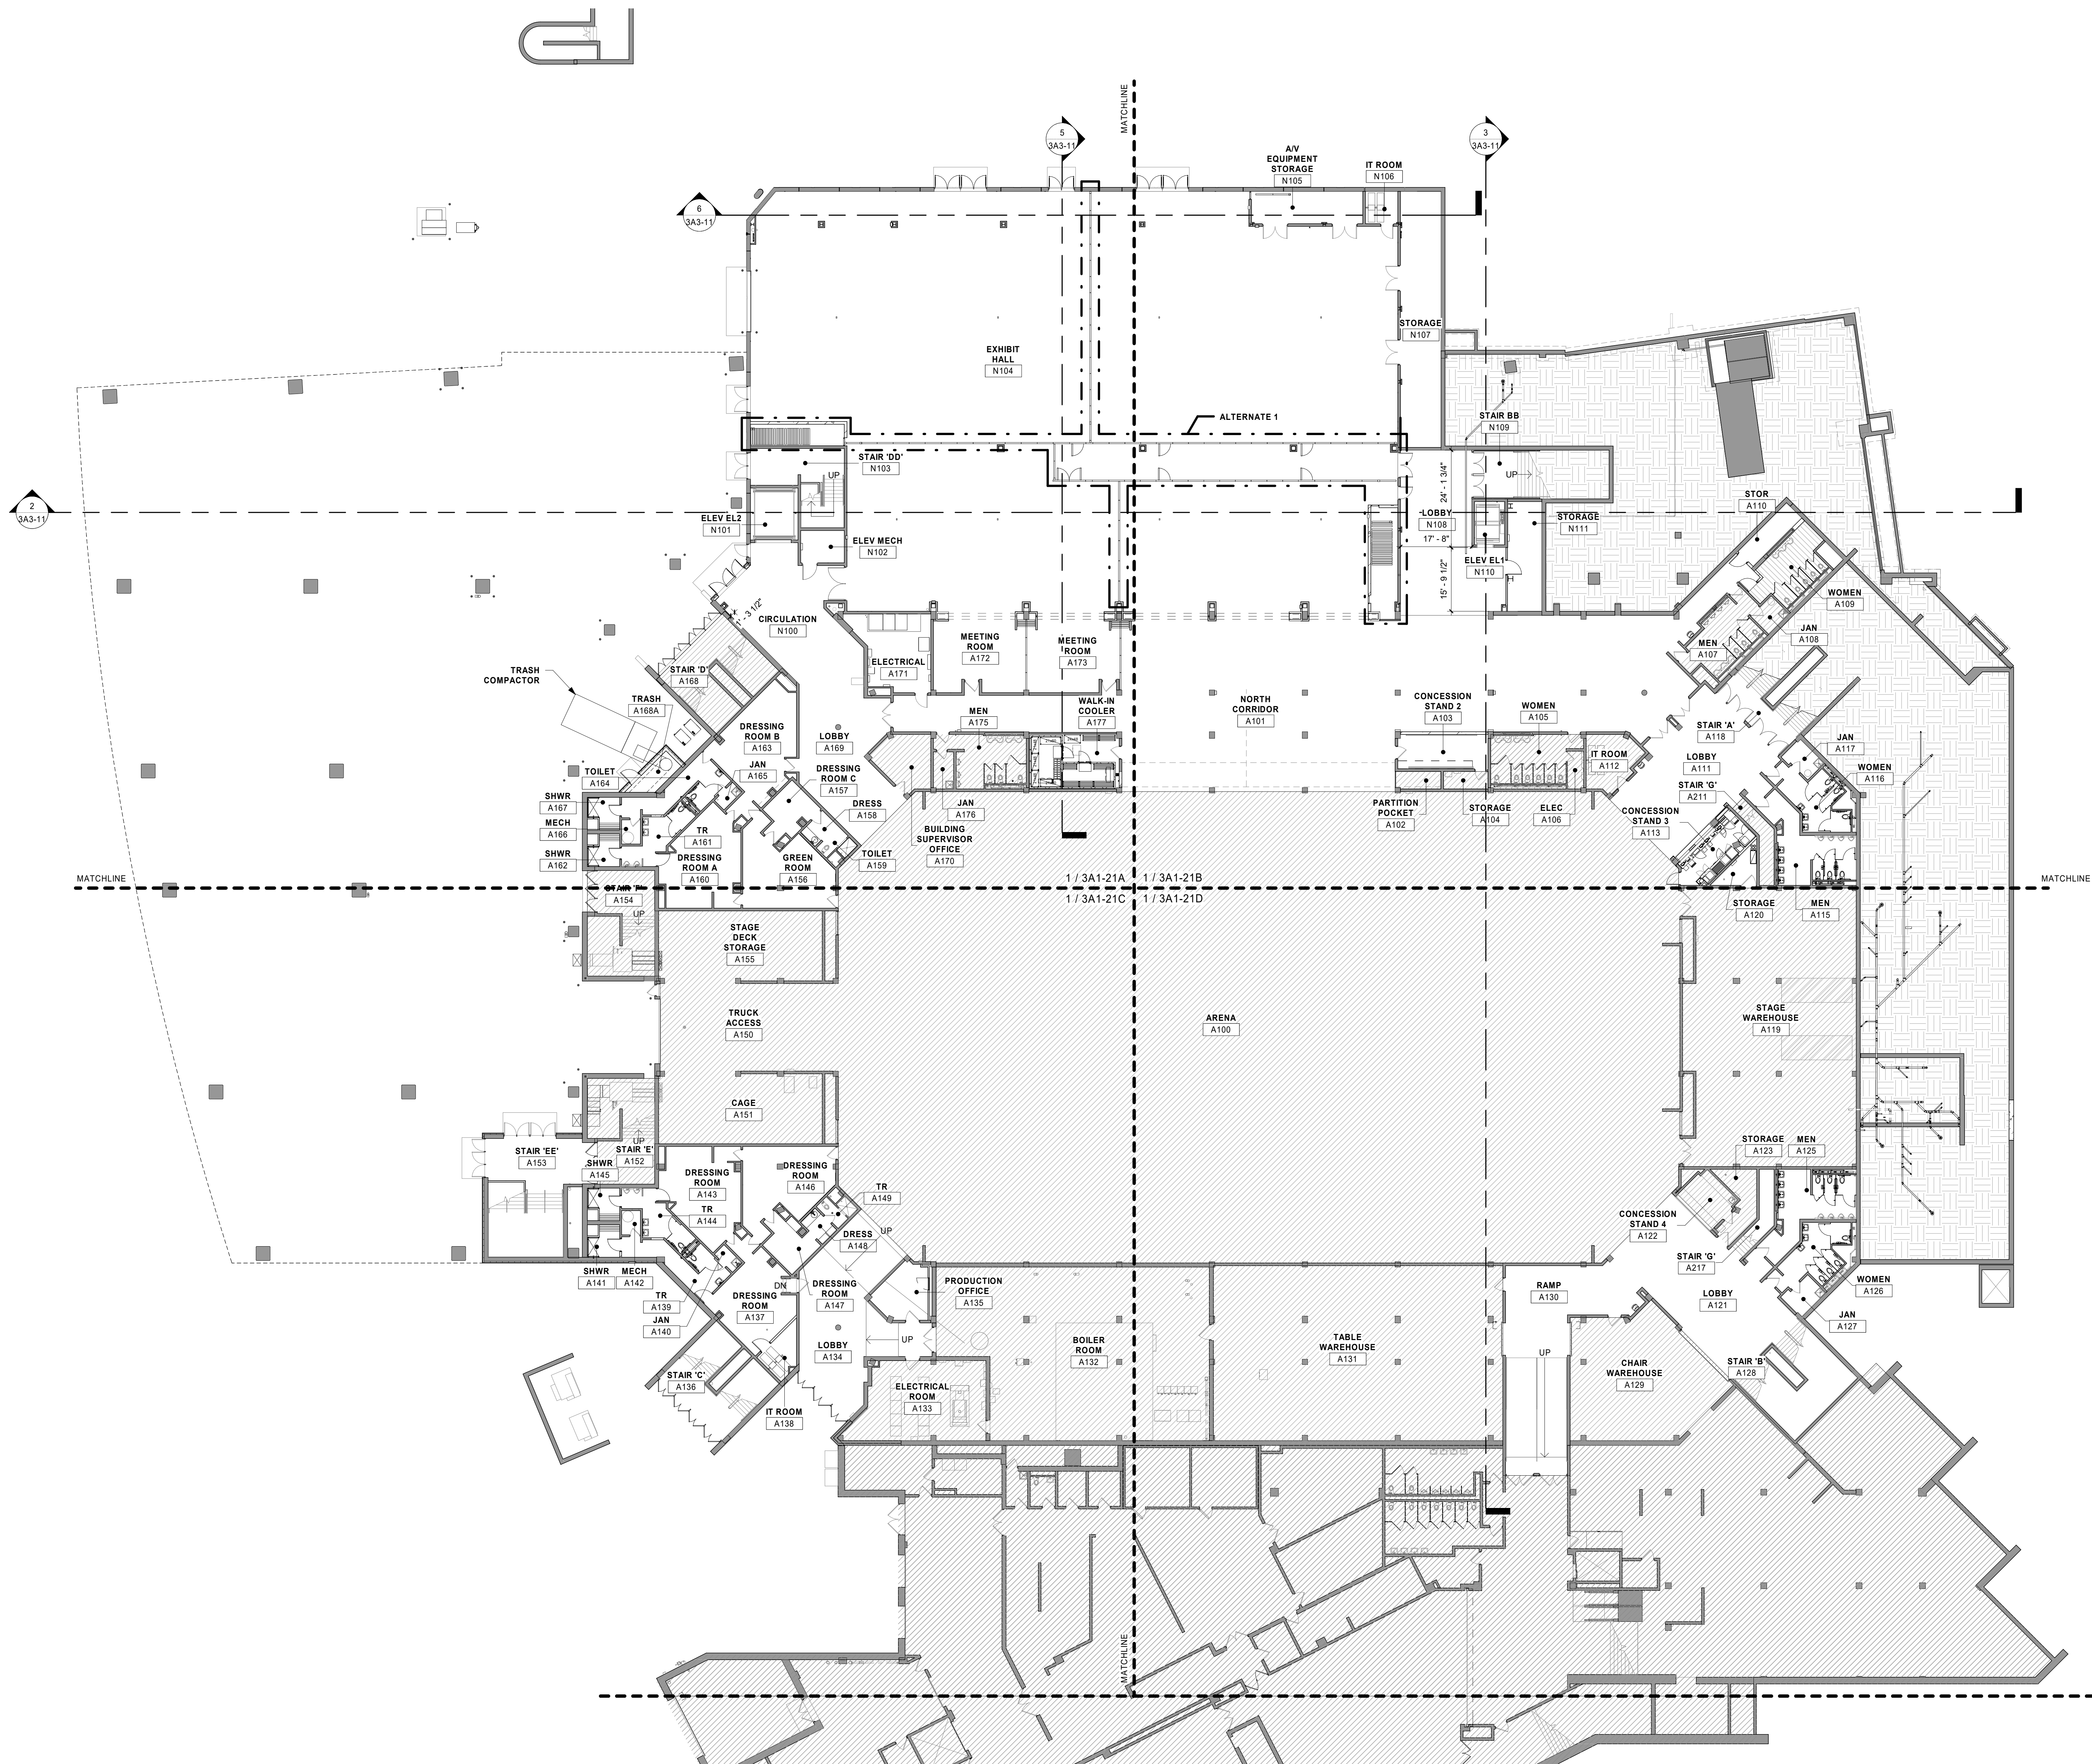 MATCHLINE
5
3A3-11
3
3A3-11
A/V
EQUIPMENT
STORAGE
N105
IT ROOM
N106
6
3A3-11
STORAGE
N107
EXHIBIT
HALL
N104
ALTERNATE 1
STAIR BB
N109
UP
STAIR 'DD'
N103
UP
24' - 1 3/4"
2
3A3-11
STOR
A110
ELEV EL2
N101
LOBBY
N108
STORAGE
N111
17' - 8"
ELEV MECH
N102
ELEV EL1
N110
15' - 9 1/2"
WOMEN
A109
7' - 3 1/2"
CIRCULATION
N100
JAN
A108
MEN
A107
MEETING
ROOM
A172
MEETING
ROOM
A173
ELECTRICAL
A171
STAIR 'D'
A168
TRASH
COMPACTOR
TRASH
A168A
NORTH
CORRIDOR
A101
CONCESSION
STAND 2
A103
WALK-IN
COOLER
A177
MEN
A175
WOMEN
A105
STAIR 'A'
A118
DRESSING
ROOM B
A163
LOBBY
A169
JAN
A117
IT ROOM
A112
LOBBY
A111
JAN
A165
TOILET
A164
DRESSING
ROOM C
A157
WOMEN
A116
STAIR 'G'
A211
SHWR
A167
DRESS
A158
JAN
A176
PARTITION
POCKET
A102
STORAGE
A104
ELEC
A106
CONCESSION
STAND 3
A113
MECH
A166
TR
A161
BUILDING
SUPERVISOR
OFFICE
A170
SHWR
A162
DRESSING
ROOM A
A160
GREEN
ROOM
A156
TOILET
A159
MATCHLINE
1 / 3A1-21A
1 / 3A1-21B
MATCHLINE
STAIR 'F'
A154
1 / 3A1-21C
1 / 3A1-21D
STORAGE
A120
MEN
A115
UP
STAGE
DECK
STORAGE
A155
TRUCK
ACCESS
A150
ARENA
A100
STAGE
WAREHOUSE
A119
CAGE
A151
UP
STAIR 'EE'
A153
STAIR 'E'
A152
SHWR
A145
STORAGE
A123
MEN
A125
DRESSING
ROOM
A143
DRESSING
ROOM
A146
TR
A149
TR
A144
CONCESSION
STAND 4
A122
DRESS
A148
UP
STAIR 'G'
A217
SHWR
A141
MECH
A142
DN
DRESSING
ROOM
A147
PRODUCTION
OFFICE
A135
RAMP
A130
WOMEN
A126
TR
A139
DRESSING
ROOM
A137
LOBBY
A121
JAN
A140
JAN
A127
UP
LOBBY
A134
BOILER
ROOM
A132
TABLE
WAREHOUSE
A131
UP
CHAIR
WAREHOUSE
A129
STAIR 'B'
A128
STAIR 'C'
A136
ELECTRICAL
ROOM
A133
IT ROOM
A138
MATCHLINE